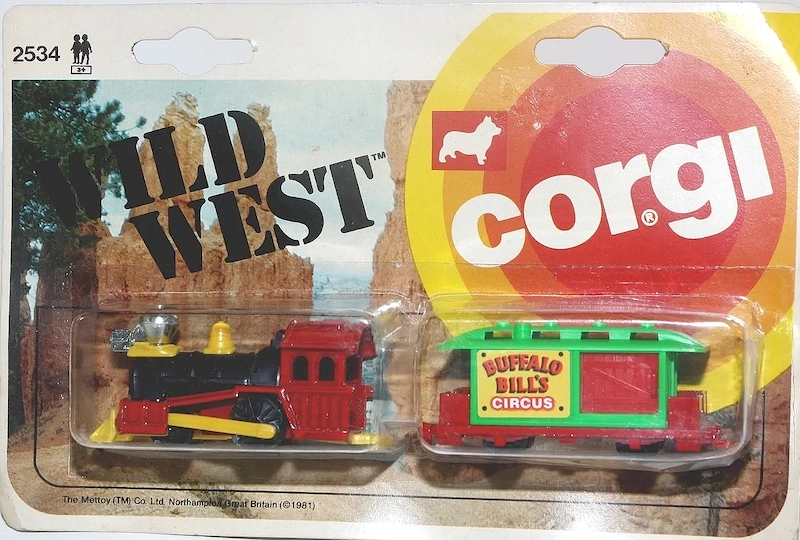 2534
3+
WILD
WEST™
corgi®
BUFFALO
BILL'S
CIRCUS
The Mettoy (TM) Co. Ltd. Northampton Great Britain (©1981)